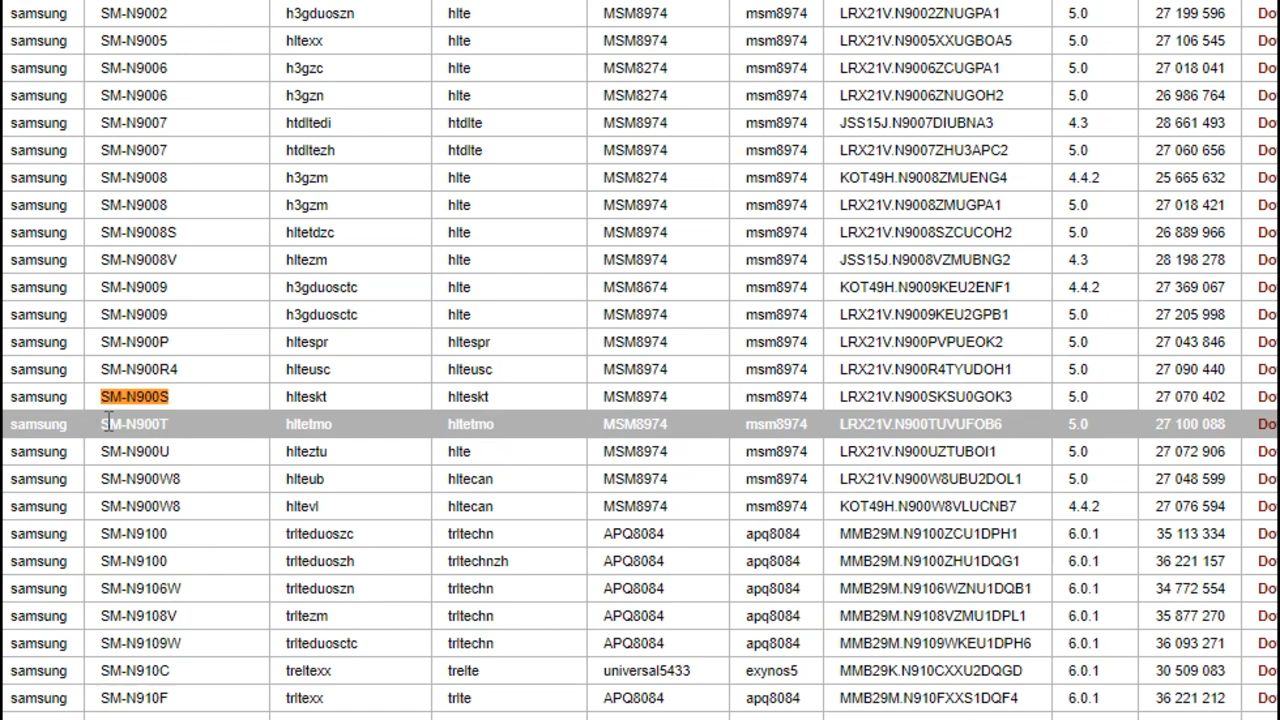 samsung SM-N9002 h3gduoszn hlte MSM8974 msm8974 LRX21V.N9002ZNUGPA1 5.0 27 199 596 Do
samsung SM-N9005 hltexx hlte MSM8974 msm8974 LRX21V.N9005XXUGBOA5 5.0 27 106 545 Do
samsung SM-N9006 h3gzc hlte MSM8274 msm8974 LRX21V.N9006ZCUGPA1 5.0 27 018 041 Do
samsung SM-N9006 h3gzn hlte MSM8274 msm8974 LRX21V.N9006ZNUGOH2 5.0 26 986 764 Do
samsung SM-N9007 htdltedi htdlte MSM8974 msm8974 JSS15J.N9007DIUBNA3 4.3 28 661 493 Do
samsung SM-N9007 htdltezh htdlte MSM8974 msm8974 LRX21V.N9007ZHU3APC2 5.0 27 060 656 Do
samsung SM-N9008 h3gzm hlte MSM8274 msm8974 KOT49H.N9008ZMUENG4 4.4.2 25 665 632 Do
samsung SM-N9008 h3gzm hlte MSM8974 msm8974 LRX21V.N9008ZMUGPA1 5.0 27 018 421 Do
samsung SM-N9008S hltetdzc hlte MSM8974 msm8974 LRX21V.N9008SZCUCOH2 5.0 26 889 966 Do
samsung SM-N9008V hltezm hlte MSM8974 msm8974 JSS15J.N9008VZMUBNG2 4.3 28 198 278 Do
samsung SM-N9009 h3gduosctc hlte MSM8674 msm8974 KOT49H.N9009KEU2ENF1 4.4.2 27 369 067 Do
samsung SM-N9009 h3gduosctc hlte MSM8974 msm8974 LRX21V.N9009KEU2GPB1 5.0 27 205 998 Do
samsung SM-N900P hltespr hltespr MSM8974 msm8974 LRX21V.N900PVPUEOK2 5.0 27 043 846 Do
samsung SM-N900R4 hlteusc hlteusc MSM8974 msm8974 LRX21V.N900R4TYUDOH1 5.0 27 090 440 Do
samsung SM-N900S hlteskt hlteskt MSM8974 msm8974 LRX21V.N900SKSU0GOK3 5.0 27 070 402 Do
samsung SM-N900T hltetmo hltetmo MSM8974 msm8974 LRX21V.N900TUVUFOB6 5.0 27 100 088 Do
samsung SM-N900U hlteztu hlte MSM8974 msm8974 LRX21V.N900UZTUBOI1 5.0 27 072 906 Do
samsung SM-N900W8 hlteub hltecan MSM8974 msm8974 LRX21V.N900W8UBU2DOL1 5.0 27 048 599 Do
samsung SM-N900W8 hltevl hltecan MSM8974 msm8974 KOT49H.N900W8VLUCNB7 4.4.2 27 076 594 Do
samsung SM-N9100 trlteduoszc trltechn APQ8084 apq8084 MMB29M.N9100ZCU1DPH1 6.0.1 35 113 334 Do
samsung SM-N9100 trlteduoszh trltechnzh APQ8084 apq8084 MMB29M.N9100ZHU1DQG1 6.0.1 36 221 157 Do
samsung SM-N9106W trlteduoszn trltechn APQ8084 apq8084 MMB29M.N9106WZNU1DQB1 6.0.1 34 772 554 Do
samsung SM-N9108V trltezm trltechn APQ8084 apq8084 MMB29M.N9108VZMU1DPL1 6.0.1 35 877 270 Do
samsung SM-N9109W trlteduosctc trltechn APQ8084 apq8084 MMB29M.N9109WKEU1DPH6 6.0.1 36 093 271 Do
samsung SM-N910C treltexx trelte universal5433 exynos5 MMB29K.N910CXXU2DQGD 6.0.1 30 509 083 Do
samsung SM-N910F trltexx trlte APQ8084 apq8084 MMB29M.N910FXXS1DQF4 6.0.1 36 221 212 Do